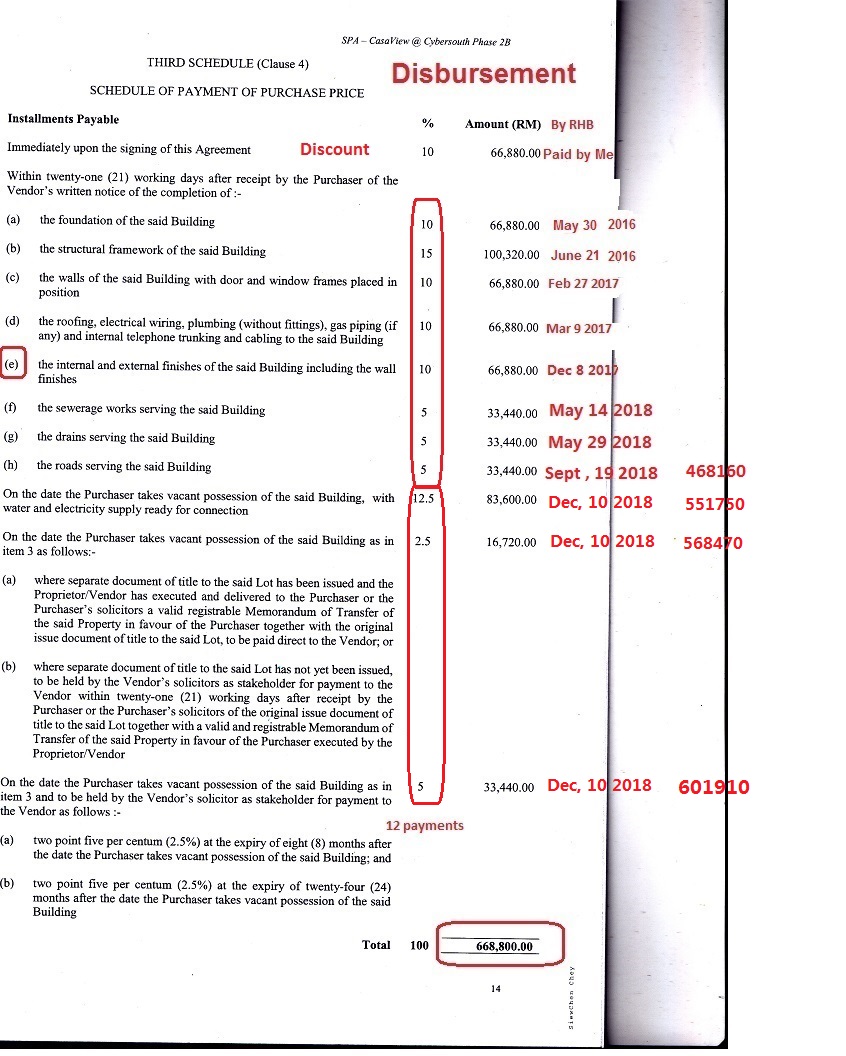 SPA – CasaView @ Cybersouth Phase 2B
THIRD SCHEDULE (Clause 4)
Disbursement
SCHEDULE OF PAYMENT OF PURCHASE PRICE
Installments Payable % Amount (RM) By RHB
Immediately upon the signing of this Agreement Discount 10 66,880.00 Paid by Me
Within twenty-one (21) working days after receipt by the Purchaser of the
Vendor's written notice of the completion of :-
(a) the foundation of the said Building 10 66,880.00 May 30 2016
(b) the structural framework of the said Building 15 100,320.00 June 21 2016
(c) the walls of the said Building with door and window frames placed in 10 66,880.00 Feb 27 2017
position
(d) the roofing, electrical wiring, plumbing (without fittings), gas piping (if 10 66,880.00 Mar 9 2017
any) and internal telephone trunking and cabling to the said Building
(e) the internal and external finishes of the said Building including the wall 10 66,880.00 Dec 8 2017
finishes
(f) the sewerage works serving the said Building 5 33,440.00 May 14 2018
(g) the drains serving the said Building 5 33,440.00 May 29 2018
(h) the roads serving the said Building 5 33,440.00 Sept , 19 2018 468160
On the date the Purchaser takes vacant possession of the said Building, with 12.5 83,600.00 Dec, 10 2018 551750
water and electricity supply ready for connection
On the date the Purchaser takes vacant possession of the said Building as in 2.5 16,720.00 Dec, 10 2018 568470
item 3 as follows:-
(a) where separate document of title to the said Lot has been issued and the
Proprietor/Vendor has executed and delivered to the Purchaser or the
Purchaser's solicitors a valid registrable Memorandum of Transfer of
the said Property in favour of the Purchaser together with the original
issue document of title to the said Lot, to be paid direct to the Vendor; or
(b) where separate document of title to the said Lot has not yet been issued,
to be held by the Vendor's solicitors as stakeholder for payment to the
Vendor within twenty-one (21) working days after receipt by the
Purchaser or the Purchaser's solicitors of the original issue document of
title to the said Lot together with a valid and registrable Memorandum of
Transfer of the said Property in favour of the Purchaser executed by the
Proprietor/Vendor
On the date the Purchaser takes vacant possession of the said Building as in 5 33,440.00 Dec, 10 2018 601910
item 3 and to be held by the Vendor's solicitor as stakeholder for payment to
the Vendor as follows :-
12 payments
(a) two point five per centum (2.5%) at the expiry of eight (8) months after
the date the Purchaser takes vacant possession of the said Building; and
(b) two point five per centum (2.5%) at the expiry of twenty-four (24)
months after the date the Purchaser takes vacant possession of the said
Building
Total 100 668,800.00
14
SiewChen Chey